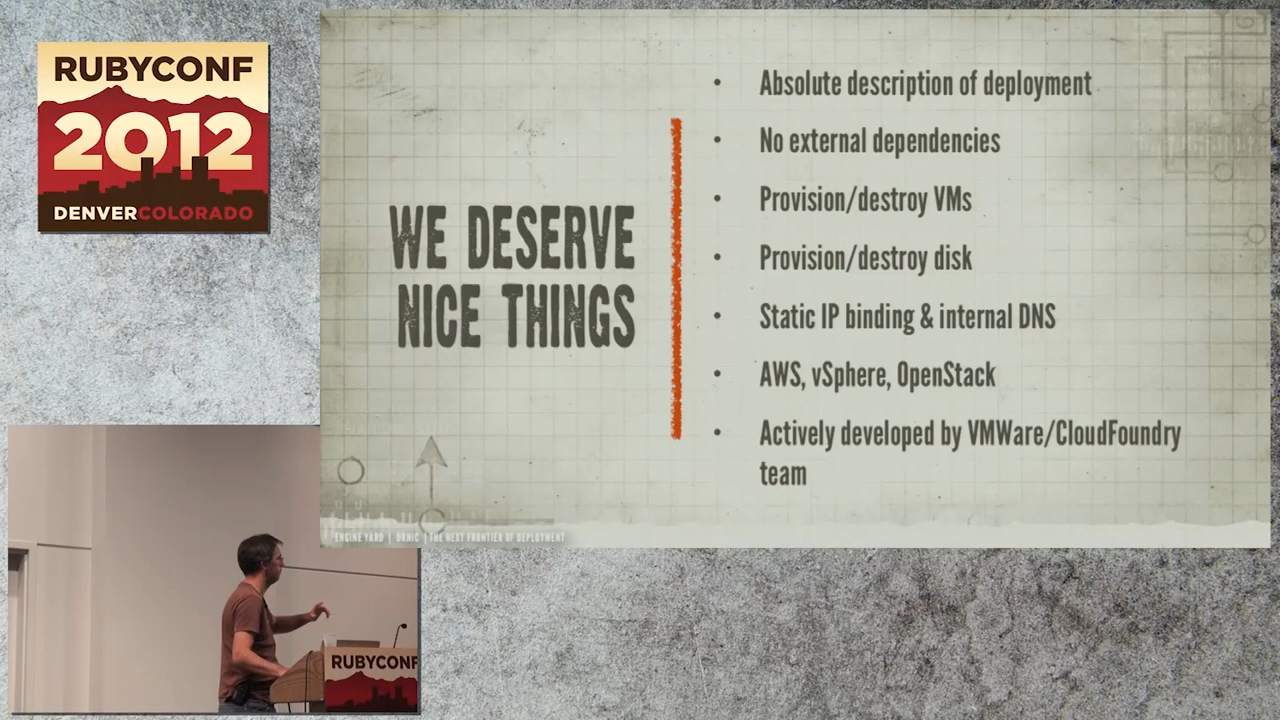 RUBYCONF
2012
DENVERCOLORADO
WE DESERVE
NICE THINGS
• Absolute description of deployment
• No external dependencies
• Provision/destroy VMs
• Provision/destroy disk
• Static IP binding & internal DNS
• AWS, vSphere, OpenStack
• Actively developed by VMWare/CloudFoundry
team
ENGINE YARD | DRNIC | THE NEXT FRONTIER OF DEPLOYMENT
RUBYCONF